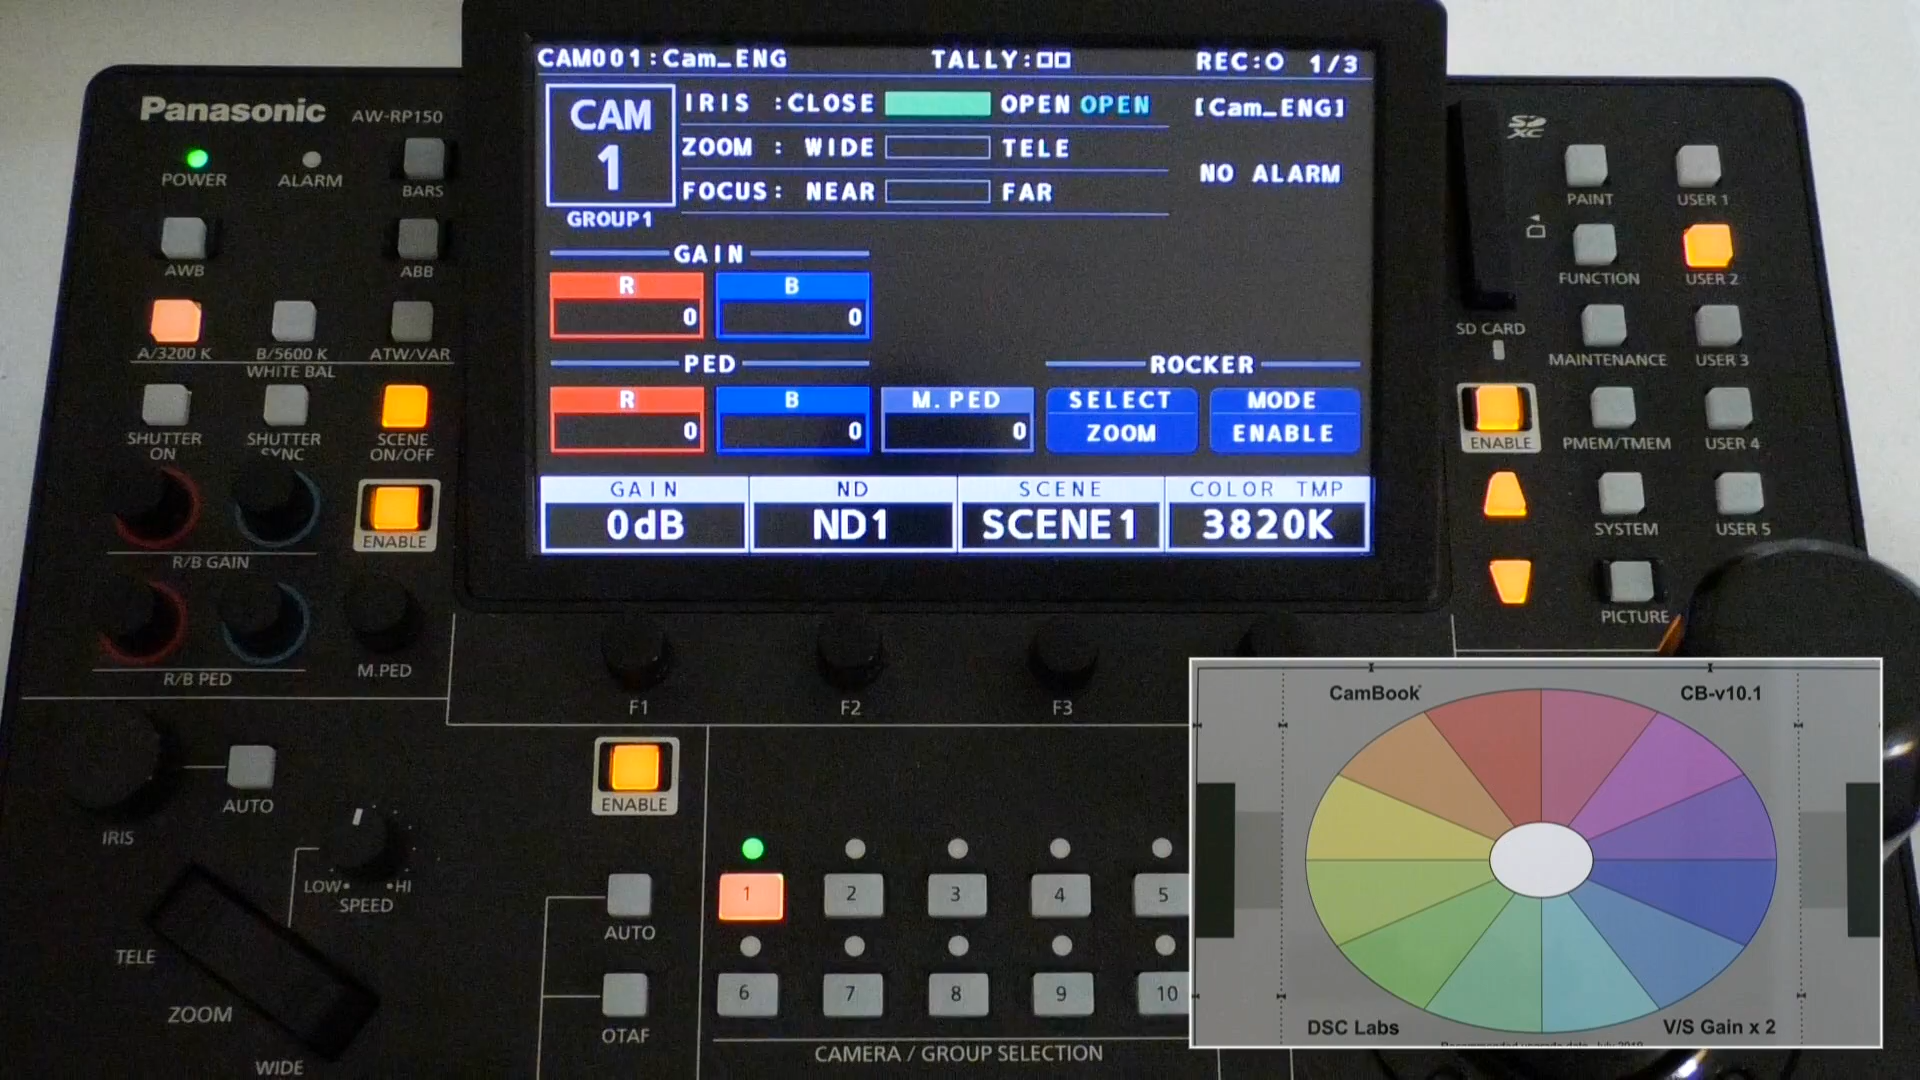 CAM001:Cam_ENG TALLY:□□ REC:O 1/3
CAM
1
GROUP1
IRIS :CLOSE OPEN OPEN
ZOOM : WIDE TELE
FOCUS: NEAR FAR
[Cam_ENG]
NO ALARM
GAIN
R B
0 0
PED ROCKER
R B M.PED
0 0 0
SELECT MODE
ZOOM ENABLE
GAIN ND SCENE COLOR TMP
0dB ND1 SCENE1 3820K
Panasonic AW-RP150
POWER ALARM BARS
AWB ABB
A/3200 K B/5600 K ATW/VAR
WHITE BAL
SHUTTER ON
SHUTTER SYNC
SCENE ON/OFF
ENABLE
R/B GAIN
R/B PED
M.PED
SD XC
SD CARD
ENABLE
PAINT USER 1
FUNCTION USER 2
MAINTENANCE USER 3
PMEM/TMEM USER 4
SYSTEM USER 5
PICTURE
F1 F2 F3
IRIS
AUTO
LOW HI
SPEED
TELE
ZOOM
WIDE
ENABLE
AUTO
OTAF
1 2 3 4 5
6 7 8 9 10
CAMERA / GROUP SELECTION
CamBook CB-v10.1
DSC Labs V/S Gain x 2